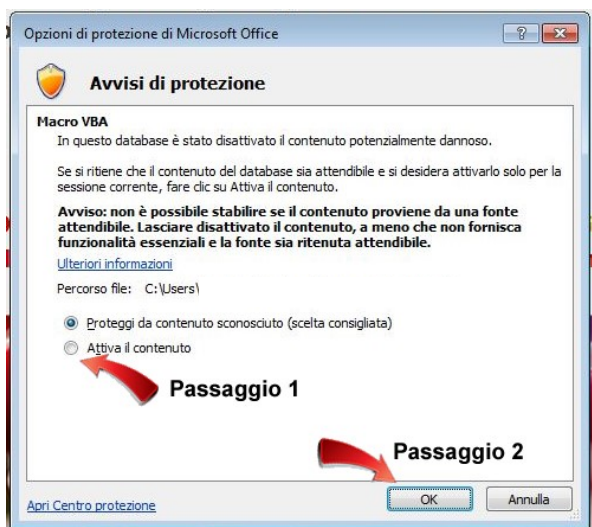 Opzioni di protezione di Microsoft Office
Avvisi di protezione
Macro VBA
In questo database è stato disattivato il contenuto potenzialmente dannoso.
Se si ritiene che il contenuto del database sia attendibile e si desidera attivarlo solo per la
sessione corrente, fare clic su Attiva il contenuto.
Avviso: non è possibile stabilire se il contenuto proviene da una fonte
attendibile. Lasciare disattivato il contenuto, a meno che non fornisca
funzionalità essenziali e la fonte sia ritenuta attendibile.
Ulteriori informazioni
Percorso file: C:\Users\
Proteggi da contenuto sconosciuto (scelta consigliata)
Attiva il contenuto
Passaggio 1
Passaggio 2
Apri Centro protezione
OK
Annulla